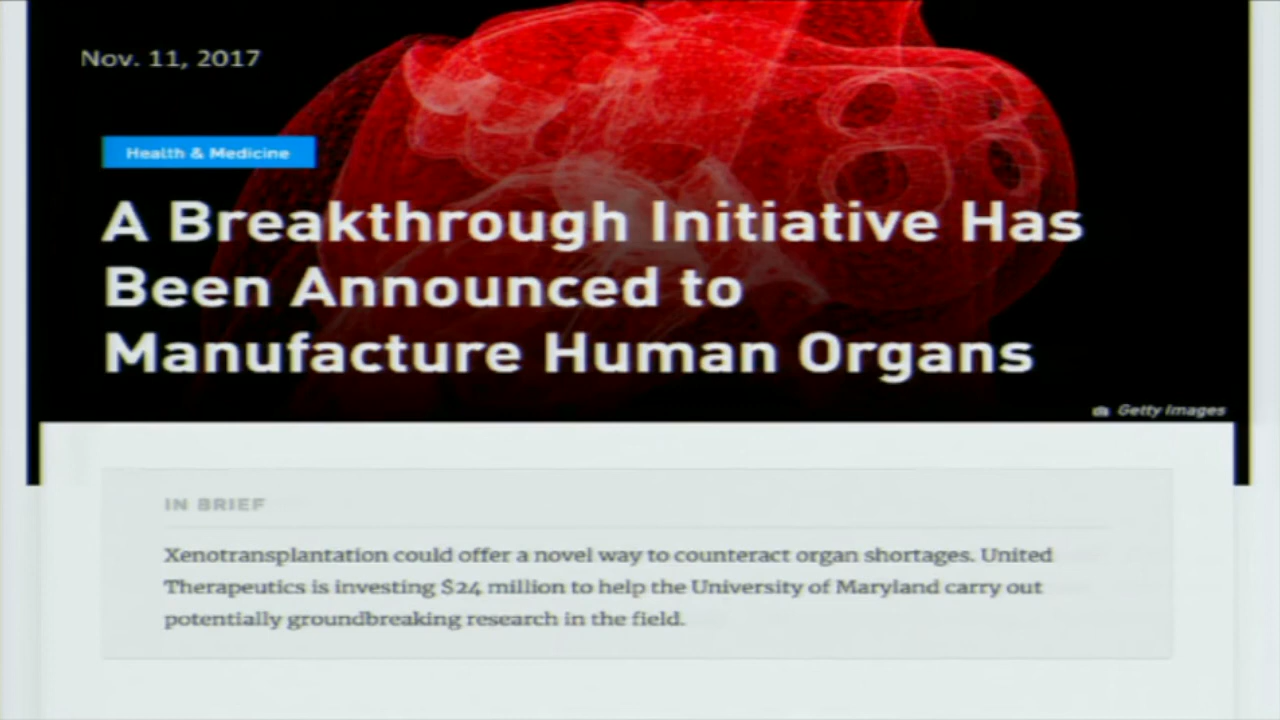 Nov. 11, 2017
Health & Medicine
A Breakthrough Initiative Has
Been Announced to
Manufacture Human Organs
Getty Images
IN BRIEF
Xenotransplantation could offer a novel way to counteract organ shortages. United
Therapeutics is investing $24 million to help the University of Maryland carry out
potentially groundbreaking research in the field.